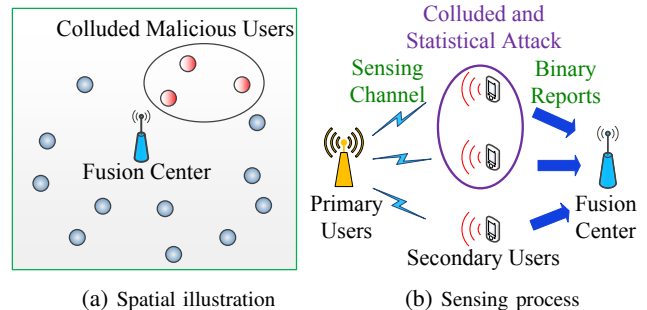 Colluded Malicious Users
Fusion Center
(a) Spatial illustration
Colluded and
Statistical Attack
Sensing
Channel
Binary
Reports
Primary
Users
Fusion
Center
Secondary Users
(b) Sensing process